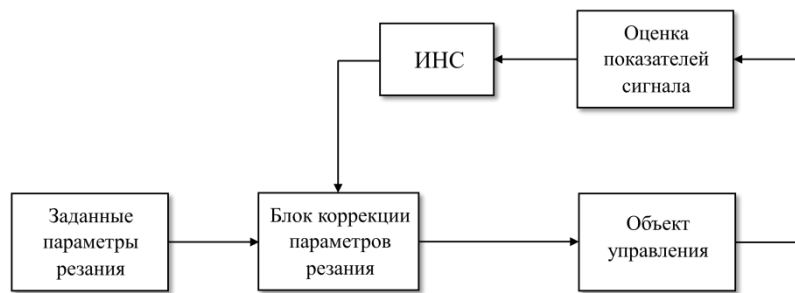 ИНС
Оценка
показателей
сигнала
Заданные
параметры
резания
Блок коррекции
параметров
резания
Объект
управления